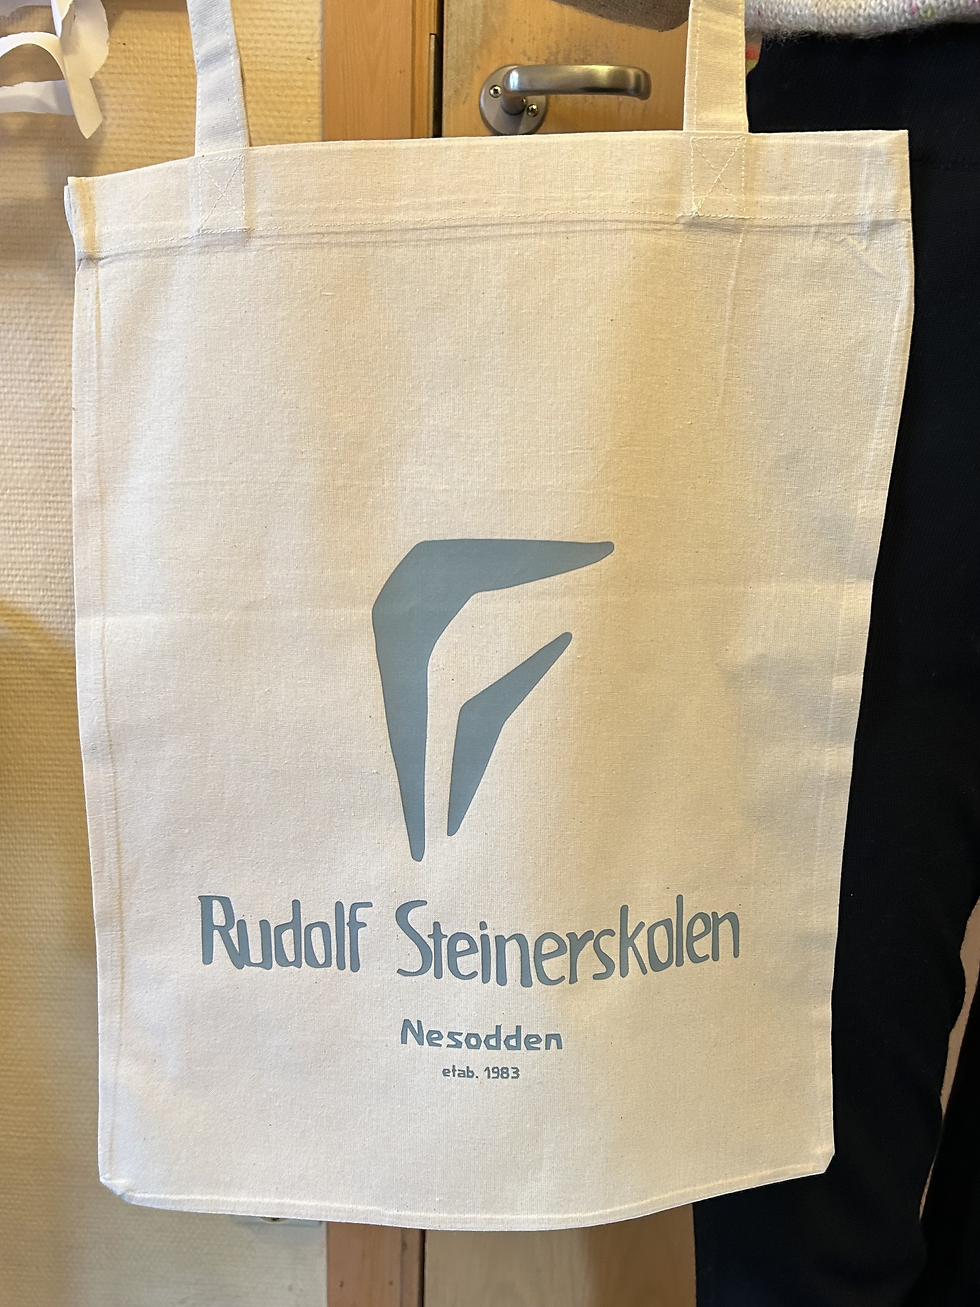 Rudolf Steinerskolen
Nesodden
etab. 1983